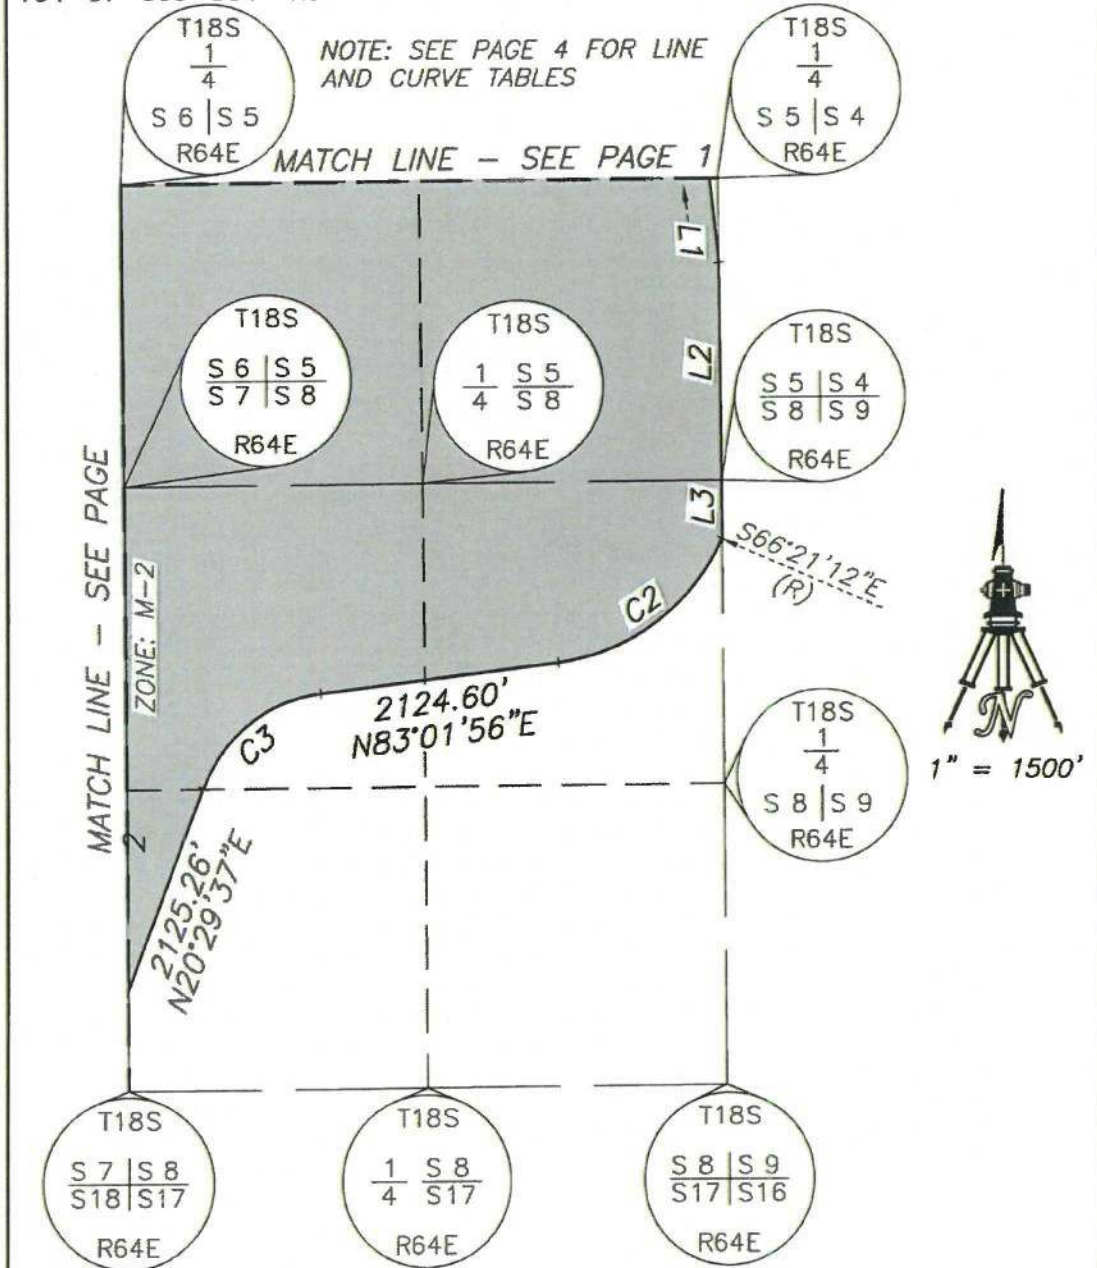 T18S
1
4
S 6 | S 5
R64E
NOTE: SEE PAGE 4 FOR LINE
AND CURVE TABLES
T18S
1
4
S 5 | S 4
R64E
MATCH LINE – SEE PAGE 1
L1
T18S
S 6 | S 5
S 7 | S 8
R64E
T18S
1 S 5
4 S 8
R64E
L2
T18S
S 5 | S 4
S 8 | S 9
R64E
MATCH LINE – SEE PAGE
2
ZONE: M-2
L3
S66°21'12"E
(R)
C2
2124.60'
N83°01'56"E
C3
T18S
1
4
S 8 | S 9
R64E
N
1" = 1500'
2125.26'
N20°29'37"E
T18S
S 7 | S 8
S18 | S17
R64E
T18S
1 S 8
4 S17
R64E
T18S
S 8 | S 9
S17 | S16
R64E